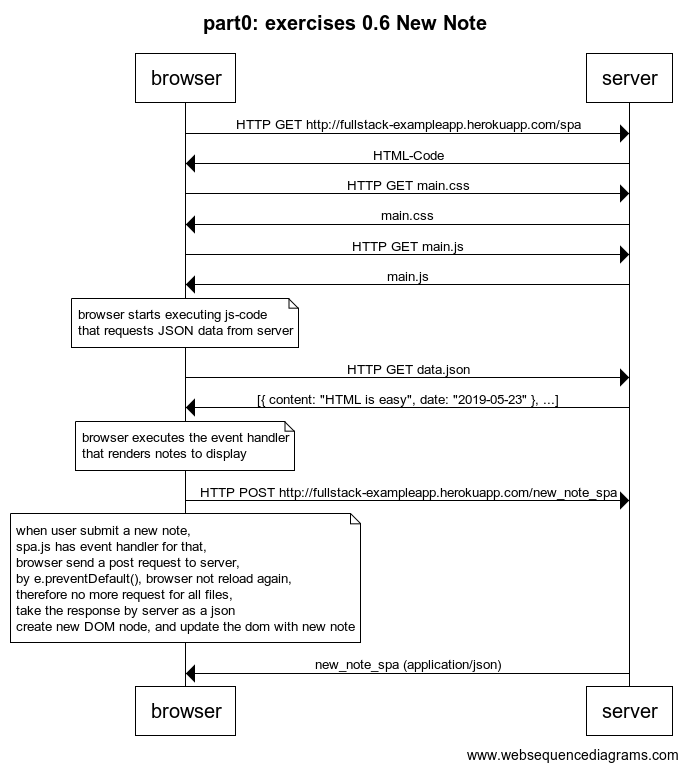 part0: exercises 0.6 New Note
browser
server
HTTP GET http://fullstack-exampleapp.herokuapp.com/spa
HTML-Code
HTTP GET main.css
main.css
HTTP GET main.js
main.js
browser starts executing js-code
that requests JSON data from server
HTTP GET data.json
[{ content: "HTML is easy", date: "2019-05-23" }, ...]
browser executes the event handler
that renders notes to display
HTTP POST http://fullstack-exampleapp.herokuapp.com/new_note_spa
when user submit a new note,
spa.js has event handler for that,
browser send a post request to server,
by e.preventDefault(), browser not reload again,
therefore no more request for all files,
take the response by server as a json
create new DOM node, and update the dom with new note
new_note_spa (application/json)
browser
server
www.websequencediagrams.com